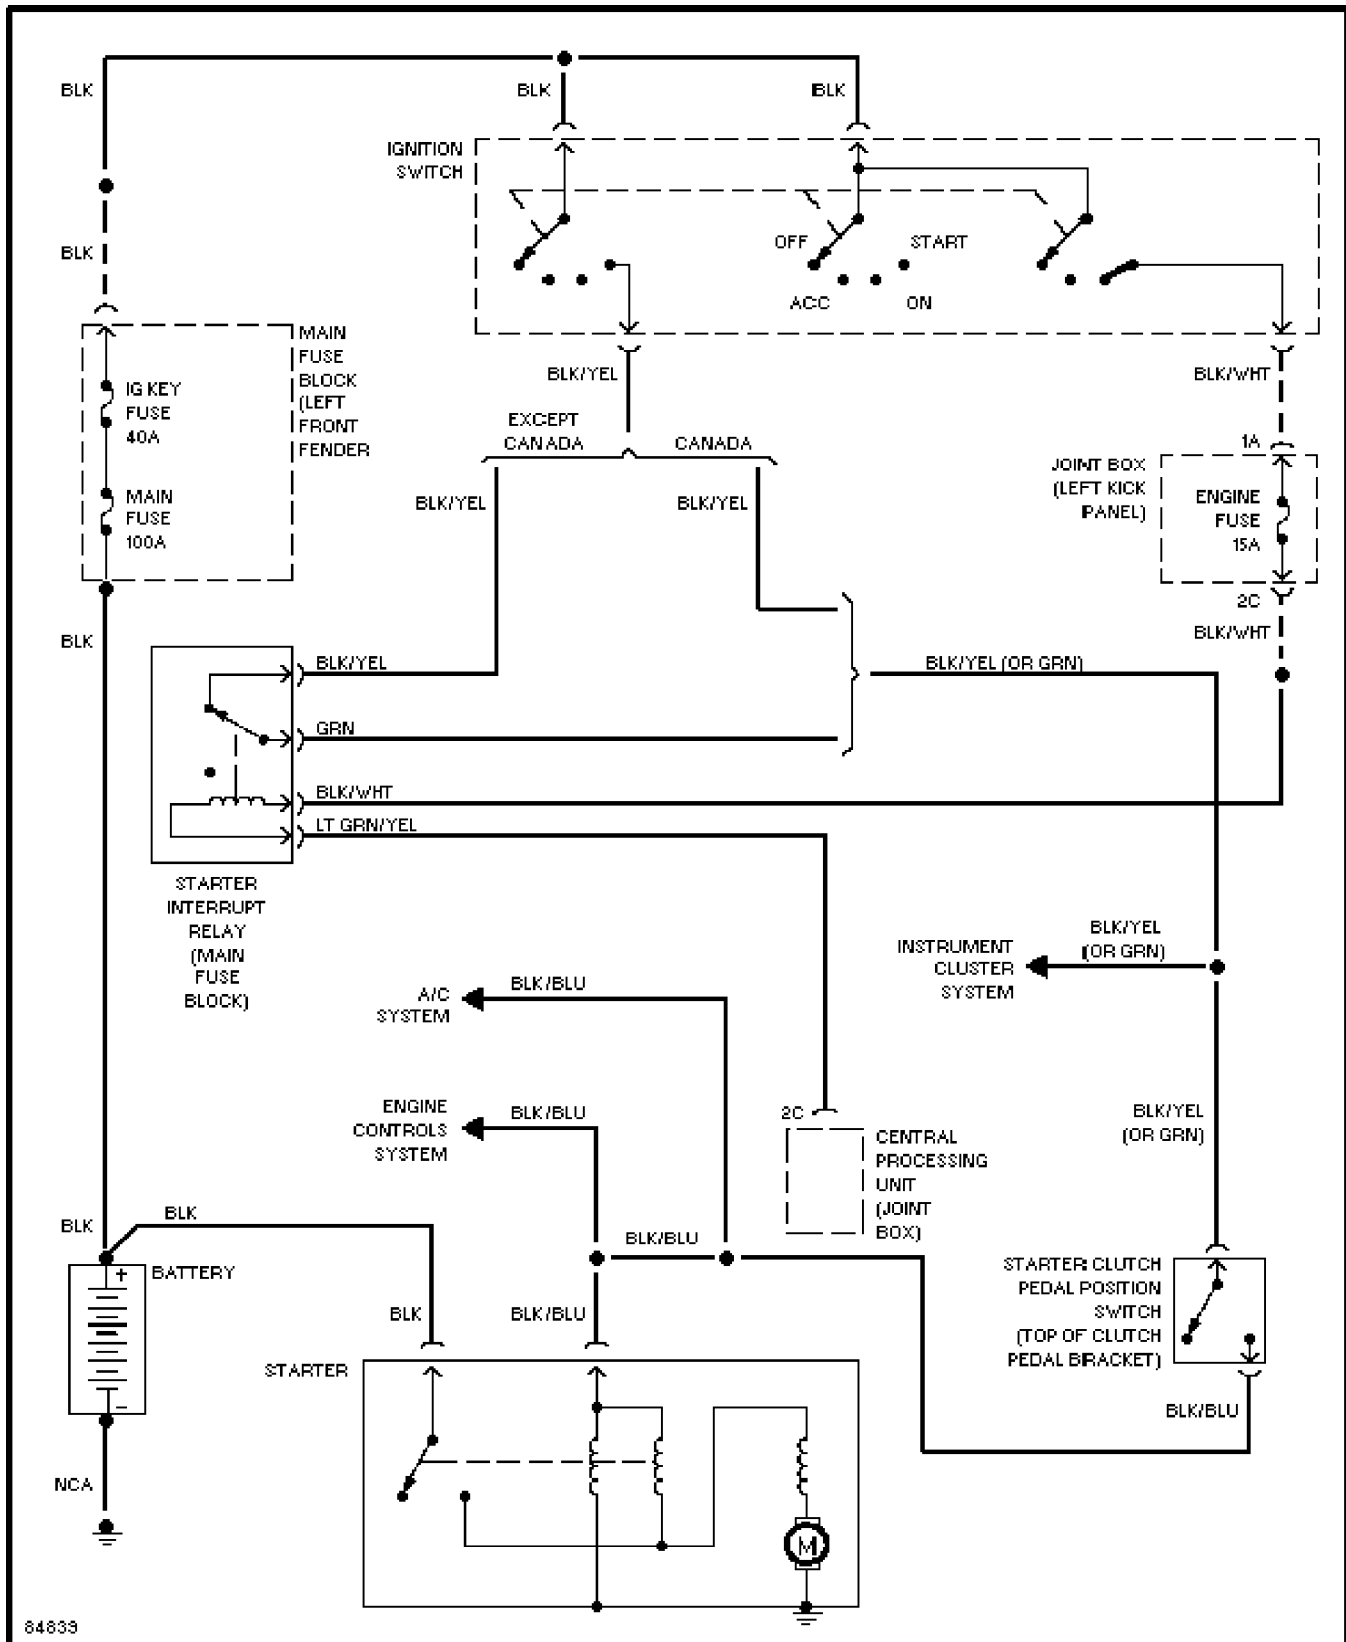 BLK
BLK
BLK
IGNITION
SWITCH
OFF
START
ACC
ON
BLK
MAIN
FUSE
BLOCK
(LEFT
FRONT
FENDER
IG KEY
FUSE
40A
MAIN
FUSE
100A
BLK/YEL
EXCEPT
CANADA
CANADA
BLK/YEL
BLK/YEL
BLK/WHT
1A
JOINT BOX
(LEFT KICK
PANEL)
ENGINE
FUSE
15A
2C
BLK/WHT
BLK
BLK/YEL
BLK/YEL (OR GRN)
GRN
BLK/WHT
LT GRN/YEL
STARTER
INTERRUPT
RELAY
(MAIN
FUSE
BLOCK)
BLK/YEL
(OR GRN)
INSTRUMENT
CLUSTER
SYSTEM
A/C
SYSTEM
BLK/BLU
ENGINE
CONTROLS
SYSTEM
BLK/BLU
2C
CENTRAL
PROCESSING
UNIT
(JOINT
BOX)
BLK/YEL
(OR GRN)
BLK
BLK
BLK/BLU
+
BATTERY
-
BLK
BLK/BLU
STARTER CLUTCH
PEDAL POSITION
SWITCH
(TOP OF CLUTCH
PEDAL BRACKET)
STARTER
BLK/BLU
NCA
M
84839